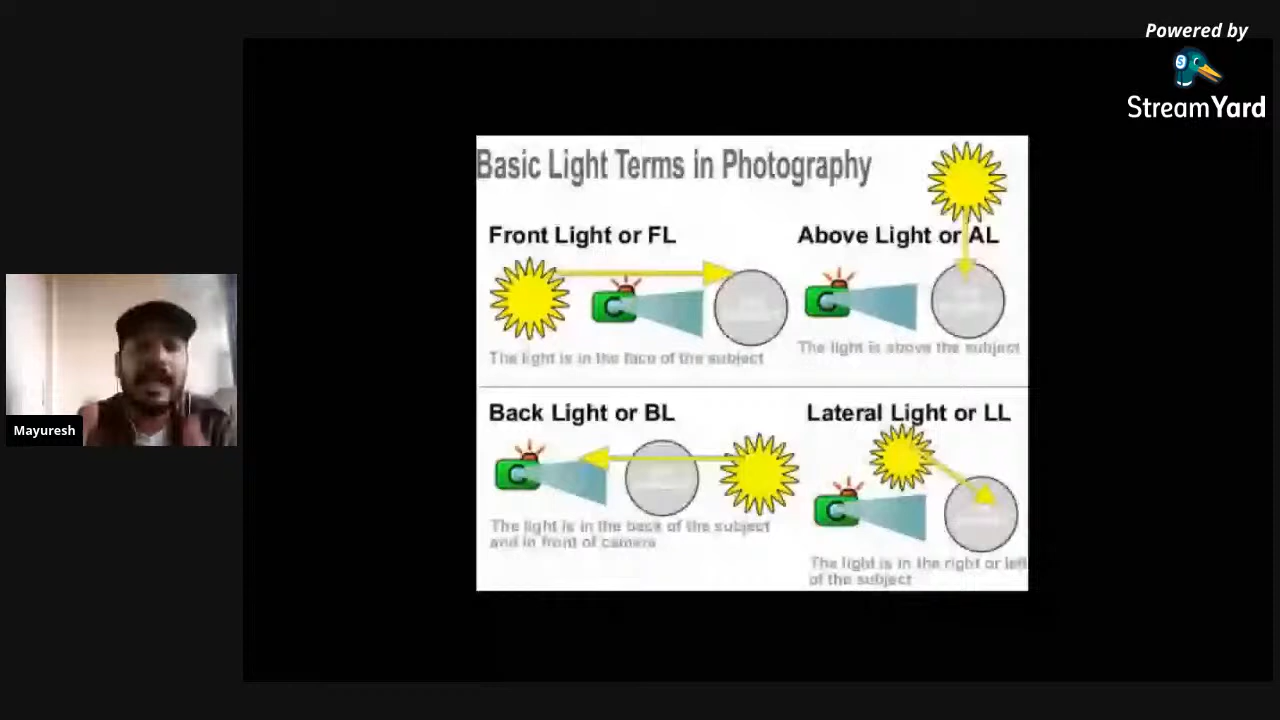 Powered by
StreamYard
Basic Light Terms in Photography
Front Light or FL
Above Light or AL
The light is in the face of the subject
The light is above the subject
Back Light or BL
Lateral Light or LL
The light is in the back of the subject
and in front of camera
The light is in the right or left
of the subject
Mayuresh